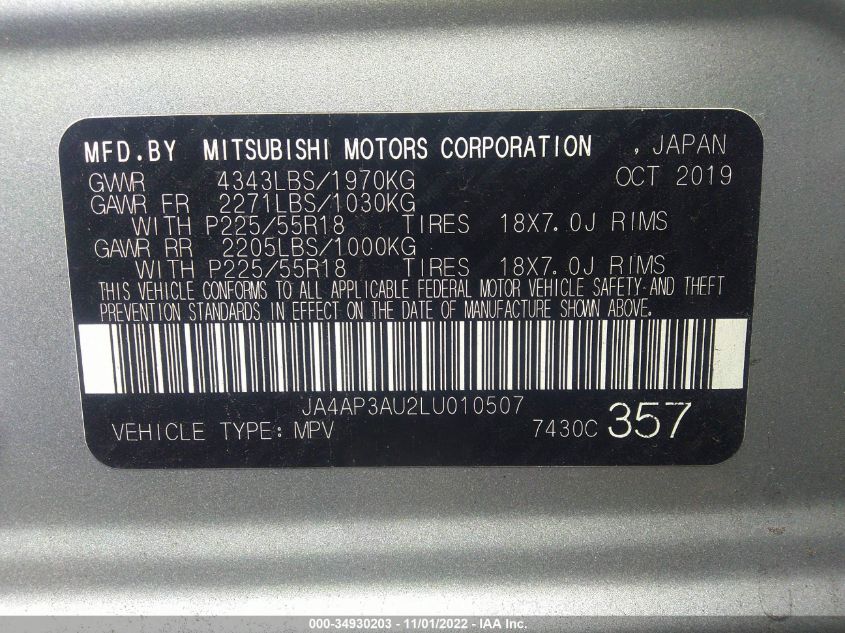 MFD.BY MITSUBISHI MOTORS CORPORATION , JAPAN
GVWR 4343LBS/1970KG OCT 2019
GAWR FR 2271LBS/1030KG
WITH P225/55R18 TIRES 18X7.0J RIMS
GAWR RR 2205LBS/1000KG
WITH P225/55R18 TIRES 18X7.0J RIMS
THIS VEHICLE CONFORMS TO ALL APPLICABLE FEDERAL MOTOR VEHICLE SAFETY AND THEFT
PREVENTION STANDARDS IN EFFECT ON THE DATE OF MANUFACTURE SHOWN ABOVE.
JA4AP3AU2LU010507
VEHICLE TYPE: MPV 7430C 357
000-34930203 - 11/01/2022 - IAA Inc.